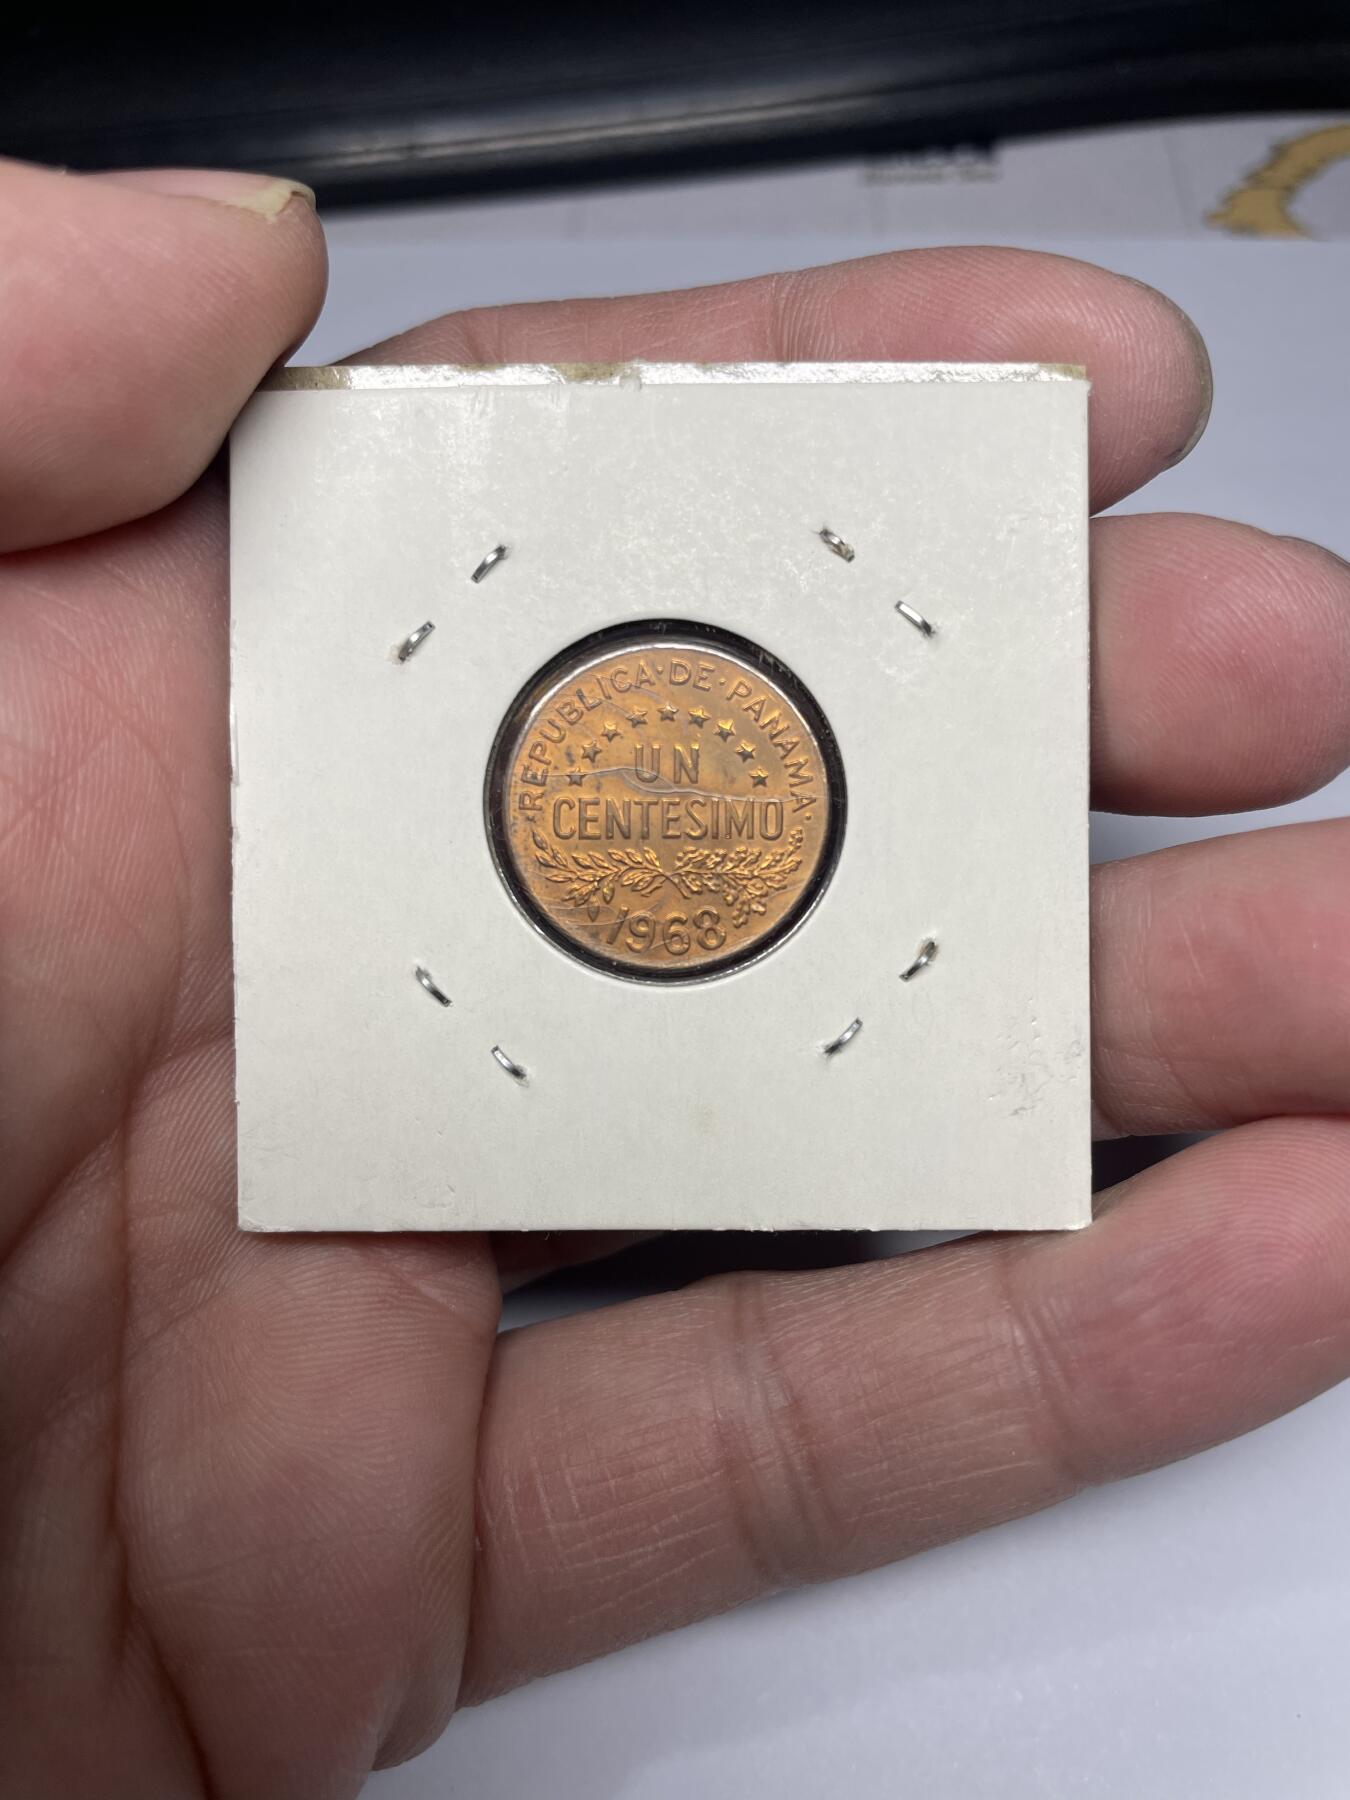 ·REPUBLICA·DE·PANAMA·
UN
CENTESIMO
1968